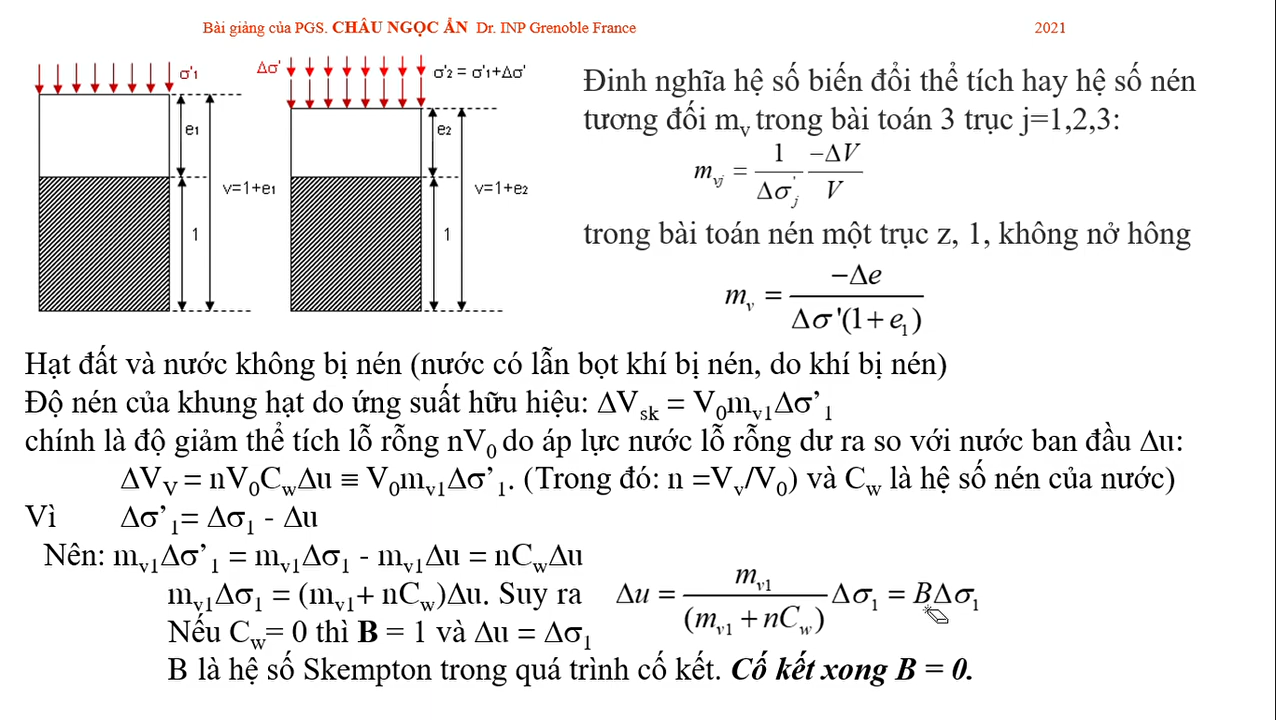 Bài giảng của PGS. CHÂU NGỌC ẨN Dr. INP Grenoble France 2021
σ'1
Δσ'
σ'2 = σ'1+Δσ'
e1
v=1+e1
1
e2
v=1+e2
1
Đinh nghĩa hệ số biến đổi thể tích hay hệ số nén
tương đối mv trong bài toán 3 trục j=1,2,3:
m_vj = 1/Δσ'_j · −ΔV/V
trong bài toán nén một trục z, 1, không nở hông
m_v = −Δe/Δσ'(1+e₁)
Hạt đất và nước không bị nén (nước có lẫn bọt khí bị nén, do khí bị nén)
Độ nén của khung hạt do ứng suất hữu hiệu: ΔVsk = V0mv1Δσ’1
chính là độ giảm thể tích lỗ rỗng nV0 do áp lực nước lỗ rỗng dư ra so với nước ban đầu Δu:
ΔVV = nV0CwΔu ≡ V0mv1Δσ’1. (Trong đó: n =Vv/V0) và Cw là hệ số nén của nước)
Vì Δσ’1= Δσ1 - Δu
Nên: mv1Δσ’1 = mv1Δσ1 - mv1Δu = nCwΔu
mv1Δσ1 = (mv1+ nCw)Δu. Suy ra Δu = m_v1/(m_v1 + nC_w) Δσ₁ = BΔσ₁
Nếu Cw= 0 thì B = 1 và Δu = Δσ1
B là hệ số Skempton trong quá trình cố kết. Cố kết xong B = 0.